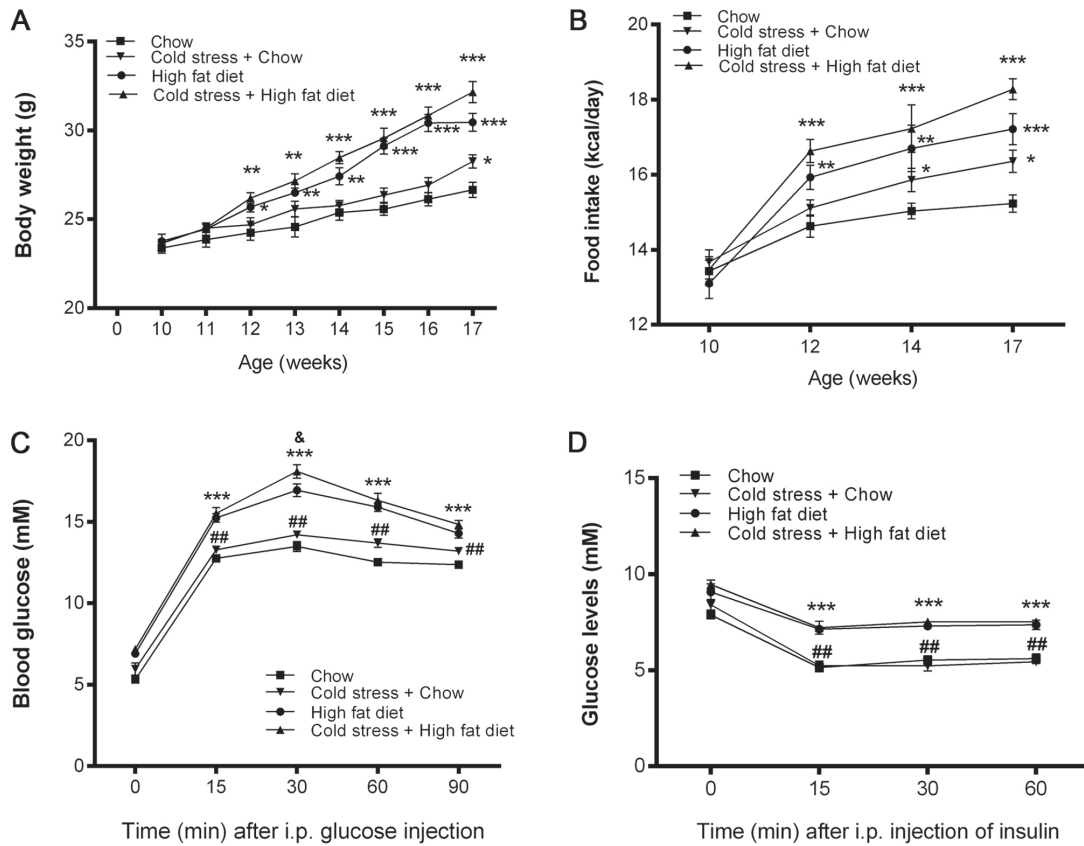 A
Chow
Cold stress + Chow
High fat diet
Cold stress + High fat diet
35
30
25
20
Body weight (g)
** ** *** *** *** ***
* ** ** *** *** *** *
0 10 11 12 13 14 15 16 17
Age (weeks)
B
Chow
Cold stress + Chow
High fat diet
Cold stress + High fat diet
20
18
16
14
12
Food intake (kcal/day)
*** *** ***
** ** ***
* *
10 12 14 17
Age (weeks)
C
20
15
10
5
0
Blood glucose (mM)
&
*** *** *** ***
## ## ## ##
Chow
Cold stress + Chow
High fat diet
Cold stress + High fat diet
0 15 30 60 90
Time (min) after i.p. glucose injection
D
Chow
Cold stress + Chow
High fat diet
Cold stress + High fat diet
15
10
5
0
Glucose levels (mM)
*** *** ***
## ## ##
0 15 30 60
Time (min) after i.p. injection of insulin